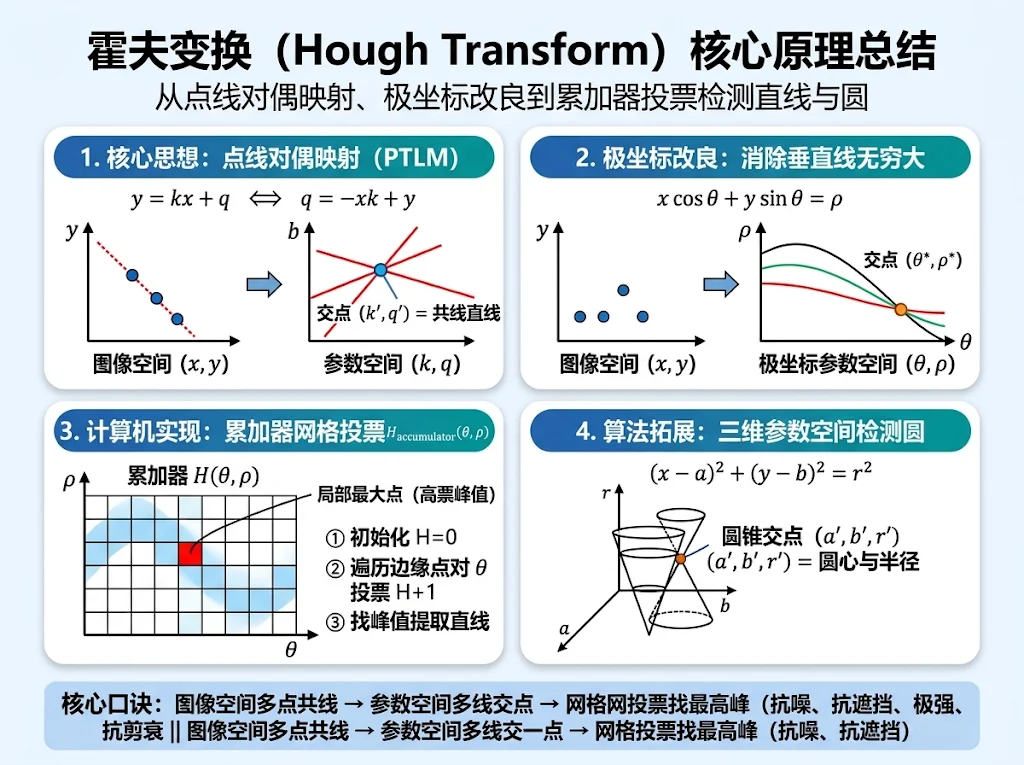 霍夫变换（Hough Transform）核心原理总结
从点线对偶映射、极坐标改良到累加器投票检测直线与圆
1. 核心思想：点线对偶映射（PTLM）
y = kx + q ⟺ q = −xk + y
y
图像空间 (x, y)
b
交点 (k′, q′) = 共线直线
参数空间 (k, q)
2. 极坐标改良：消除垂直线无穷大
x cos θ + y sin θ = ρ
y
图像空间 (x, y)
ρ
交点 (θ*, ρ*)
θ
极坐标参数空间 (θ, ρ)
3. 计算机实现：累加器网格投票H_accumulator(θ, ρ)
累加器 H(θ, ρ)
ρ
θ
局部最大点（高票峰值）
① 初始化 H=0
② 遍历边缘点对 θ
投票 H+1
③ 找峰值提取直线
4. 算法拓展：三维参数空间检测圆
(x − a)² + (y − b)² = r²
r
圆锥交点 (a′, b′, r′)
(a′, b′, r′) = 圆心与半径
b
a
核心口诀：图像空间多点共线 → 参数空间多线交点 → 网格网投票找最高峰（抗噪、抗遮挡、极强、
抗剪衰 || 图像空间多点共线 → 参数空间多线交一点 → 网格投票找最高峰（抗噪、抗遮挡）